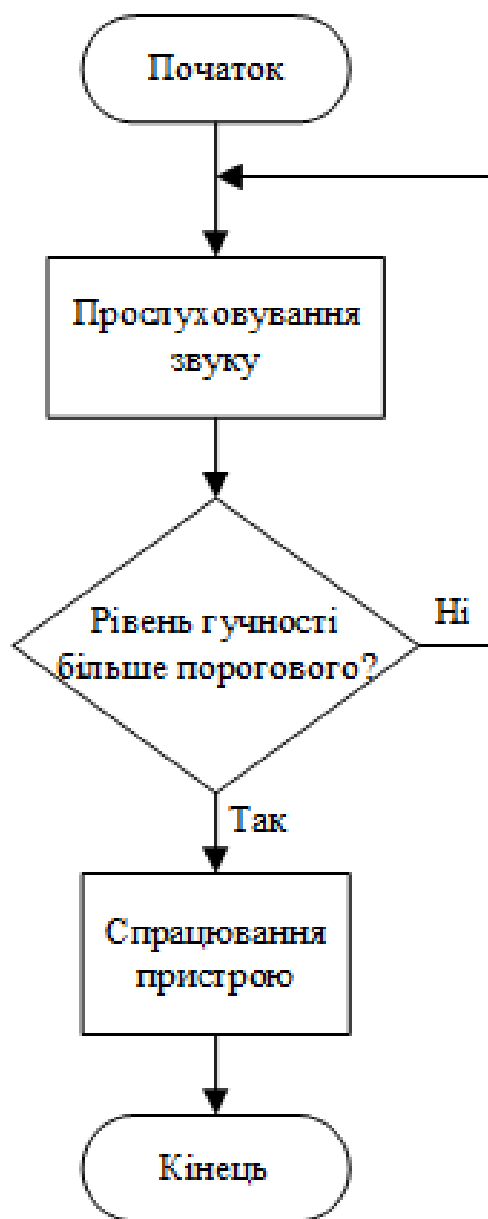 Початок
Прослуховування
звуку
Рівень гучності
більше порогового?
Ні
Так
Спрацювання
пристрою
Кінець